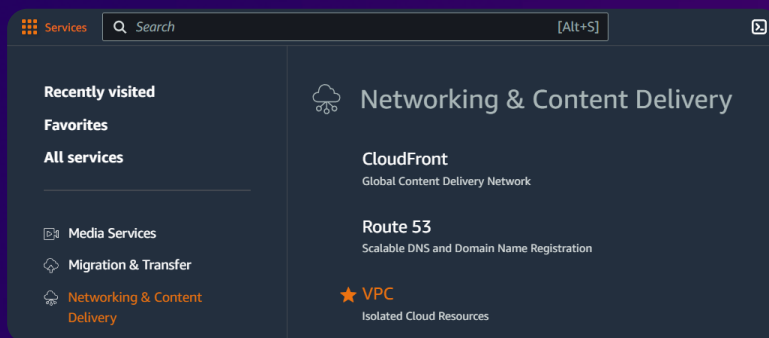 Services
Search
[Alt+S]
Recently visited
Favorites
All services
Media Services
Migration & Transfer
Networking & Content
Delivery
Networking & Content Delivery
CloudFront
Global Content Delivery Network
Route 53
Scalable DNS and Domain Name Registration
VPC
Isolated Cloud Resources